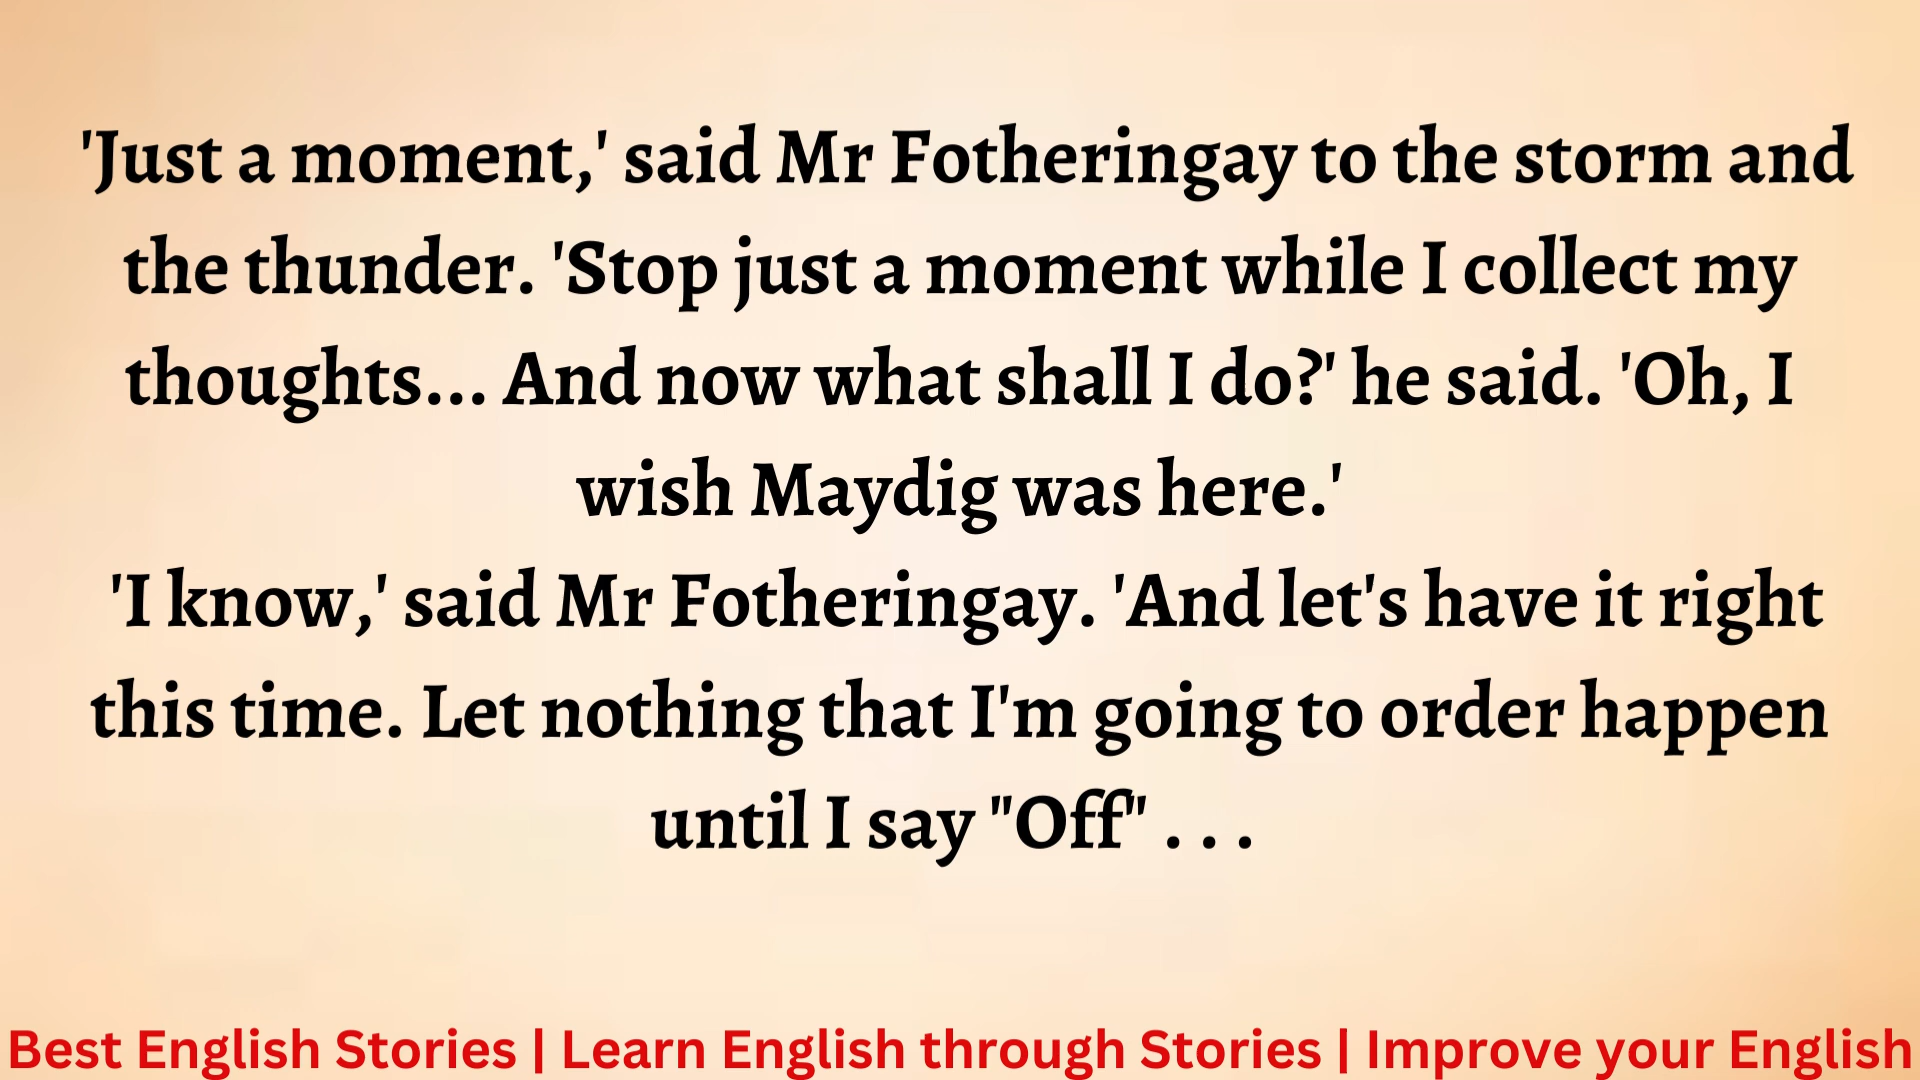 'Just a moment,' said Mr Fotheringay to the storm and
the thunder. 'Stop just a moment while I collect my
thoughts... And now what shall I do?' he said. 'Oh, I
wish Maydig was here.'
'I know,' said Mr Fotheringay. 'And let's have it right
this time. Let nothing that I'm going to order happen
until I say "Off" . . .
Best English Stories | Learn English through Stories | Improve your English